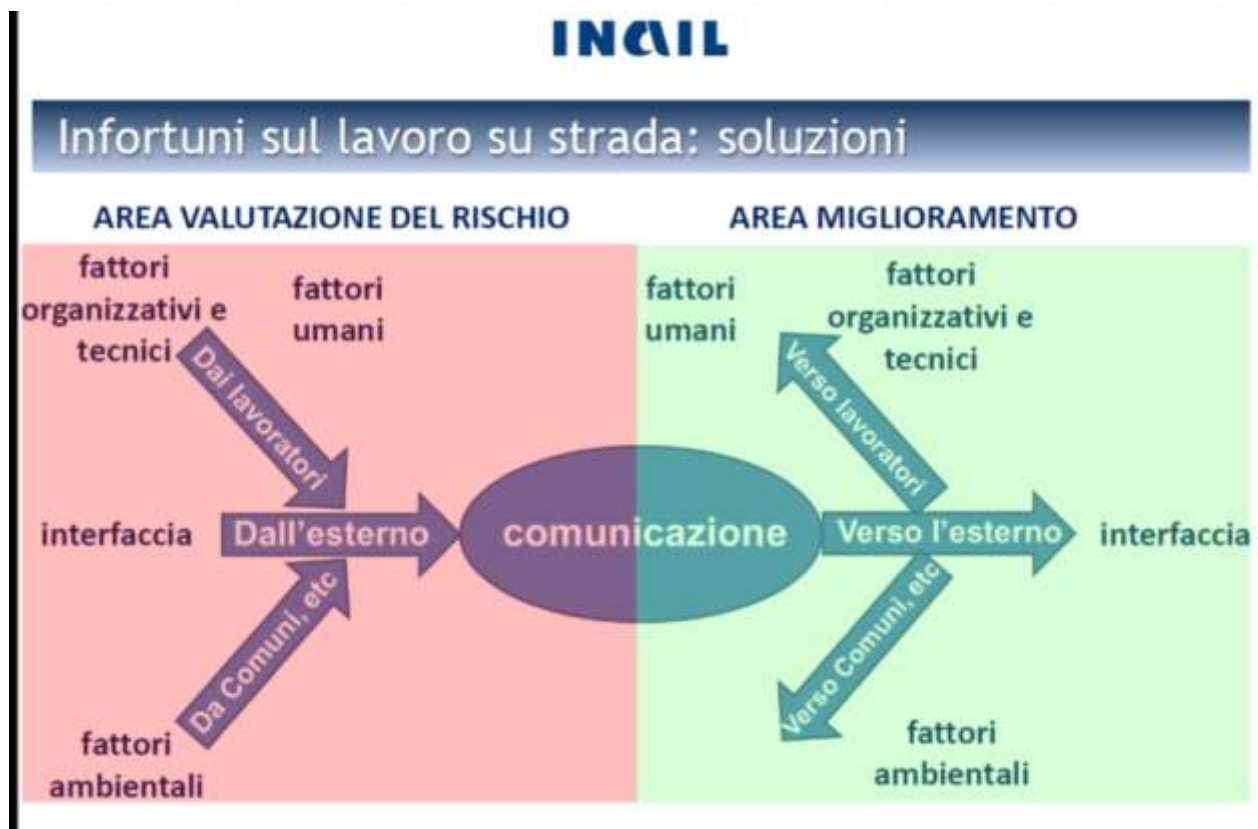 INAIL
Infortuni sul lavoro su strada: soluzioni
AREA VALUTAZIONE DEL RISCHIO
fattori
organizzativi e
tecnici
fattori
umani
Dai lavoratori
interfaccia
Dall'esterno
Da Comuni, etc
fattori
ambientali
comunicazione
AREA MIGLIORAMENTO
fattori
umani
fattori
organizzativi e
tecnici
Verso lavoratori
Verso l'esterno
interfaccia
Verso Comuni, etc
fattori
ambientali